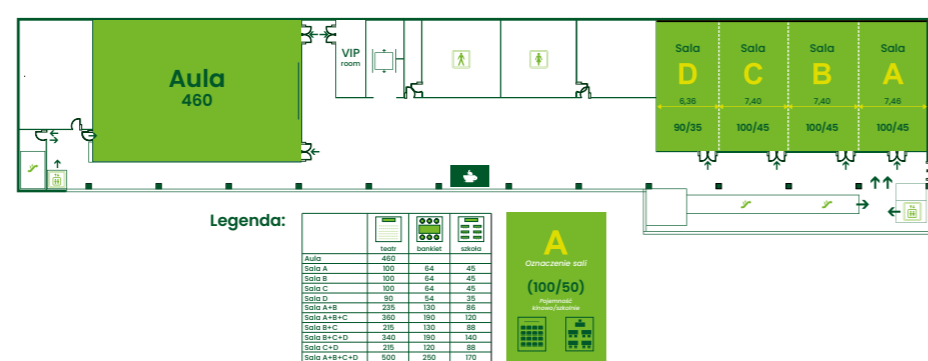 Aula
460
VIP
room
Sala Sala Sala Sala
D C B A
6,36 7,40 7,40 7,46
90/35 100/45 100/45 100/45
Legenda:
teatr bankiet szkoła
Aula 460
Sala A 100 64 45
Sala B 100 64 45
Sala C 100 64 45
Sala D 90 54 35
Sala A+B 235 130 86
Sala A+B+C 360 190 120
Sala B+C 215 130 88
Sala B+C+D 340 190 140
Sala C+D 215 120 88
Sala A+B+C+D 500 250 170
A
Oznaczenie sali
(100/50)
Pojemność
kinowo/szkolnie